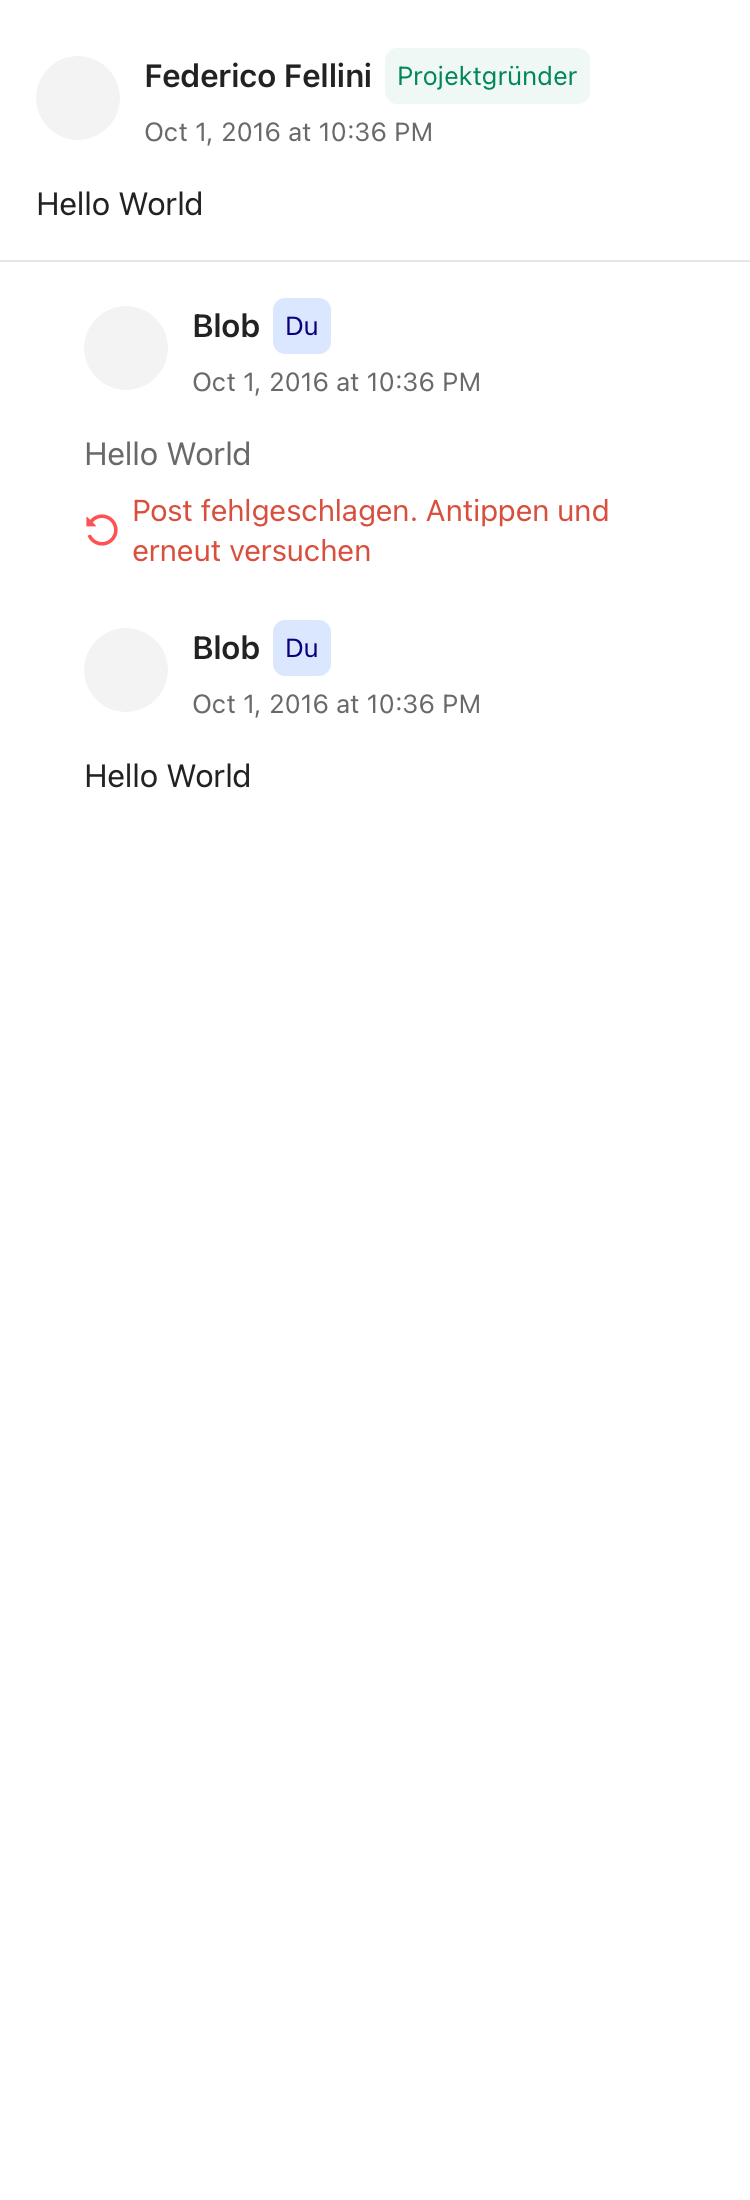 Federico Fellini Projektgründer
Oct 1, 2016 at 10:36 PM
Hello World
Blob Du
Oct 1, 2016 at 10:36 PM
Hello World
Post fehlgeschlagen. Antippen und
erneut versuchen
Blob Du
Oct 1, 2016 at 10:36 PM
Hello World